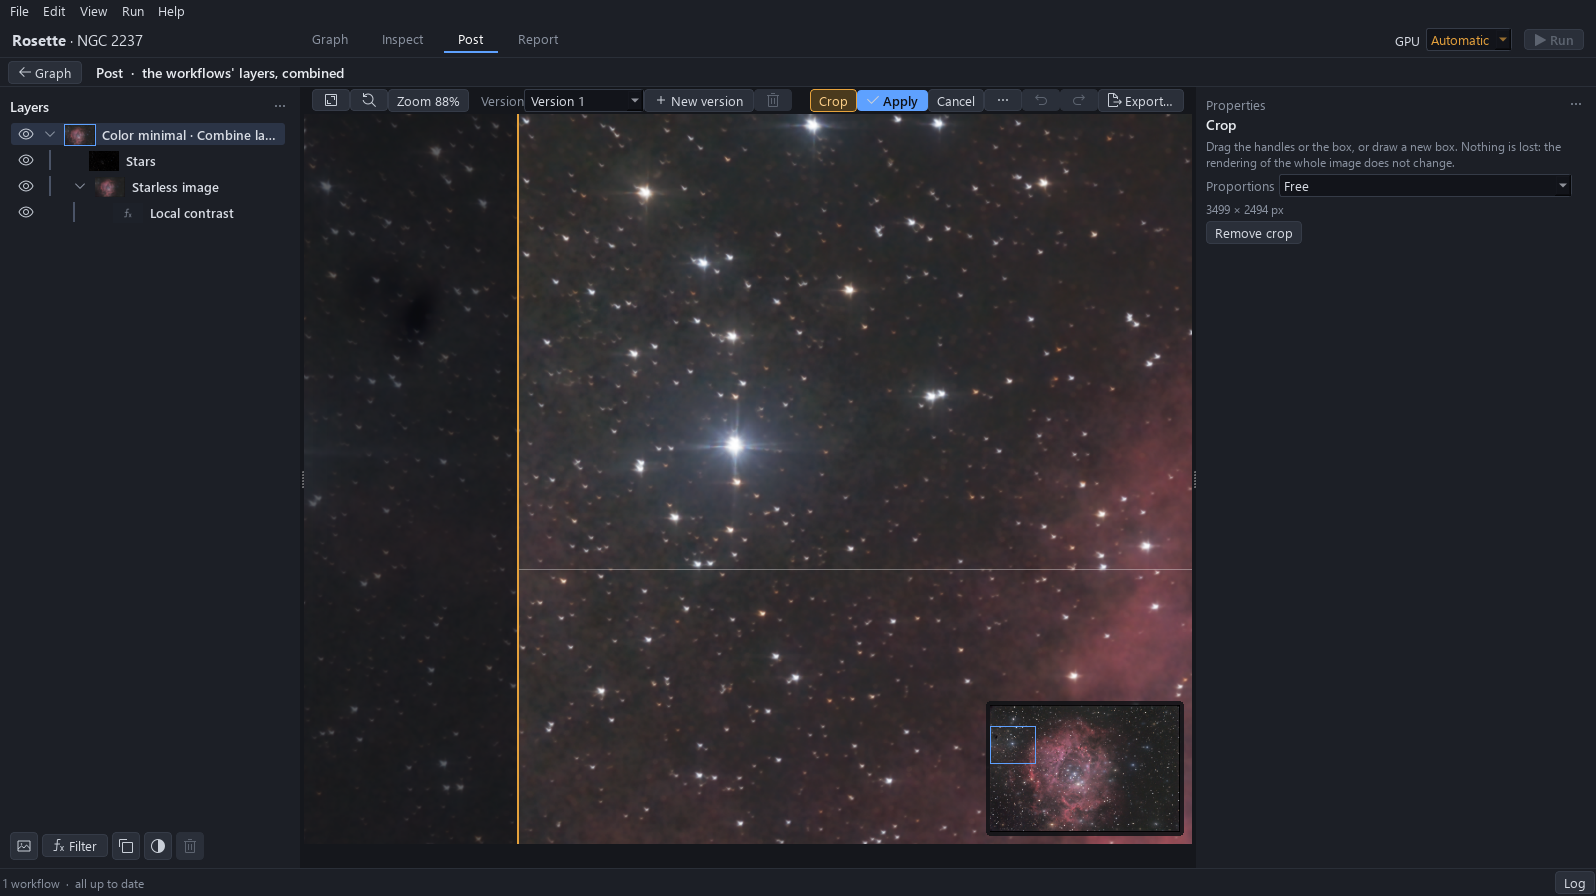 File Edit View Run Help
Rosette · NGC 2237
Graph Inspect Post Report
GPU Automatic Run
Graph
Post · the workflows' layers, combined
Layers ...
Color minimal · Combine la...
Stars
Starless image
fx Local contrast
Zoom 88% Version Version 1 + New version Crop Apply Cancel ... Export...
Properties ...
Crop
Drag the handles or the box, or draw a new box. Nothing is lost: the
rendering of the whole image does not change.
Proportions Free
3499 × 2494 px
Remove crop
fx Filter
1 workflow · all up to date
Log